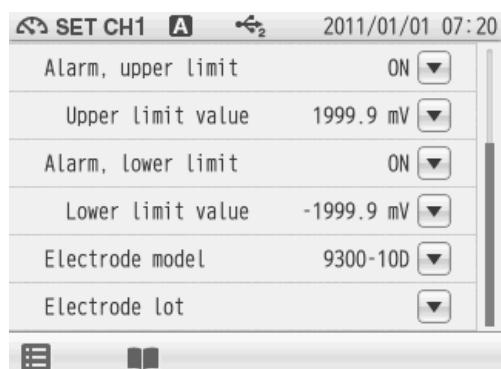 SET CH1 A 2 2011/01/01 07:20
Alarm, upper limit ON
Upper limit value 1999.9 mV
Alarm, lower limit ON
Lower limit value -1999.9 mV
Electrode model 9300-10D
Electrode lot